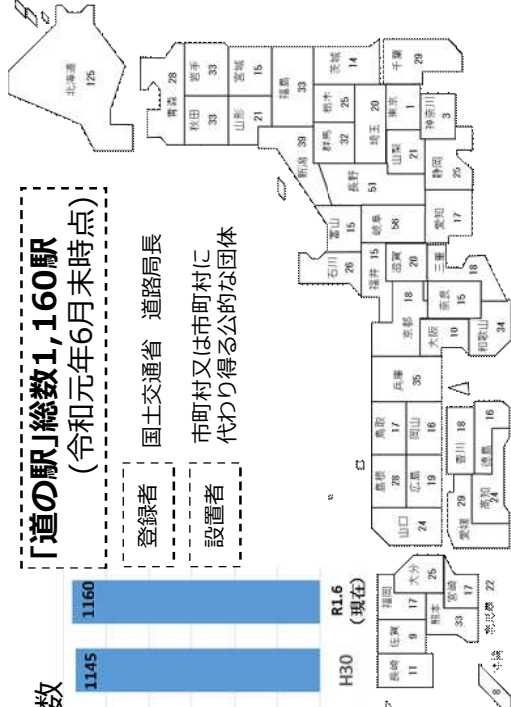 数
1160
1145
R1.6
(現在)
H30
「道の駅」総数1,160駅
(令和元年6月末時点)
登録者
国土交通省 道路局長
設置者
市町村又は市町村に
代わり得る公的な団体
北海道
125
青森
28
秋田
33
岩手
33
山形
21
宮城
15
福島
33
新潟
39
群馬
32
栃木
25
茨城
14
埼玉
20
千葉
29
東京
1
神奈川
3
山梨
21
長野
51
静岡
25
富山
15
石川
26
岐阜
56
愛知
17
福井
15
滋賀
20
三重
18
京都
18
奈良
15
大阪
10
和歌山
34
兵庫
35
鳥取
17
岡山
16
島根
28
広島
19
山口
24
香川
18
徳島
16
愛媛
29
高知
24
福岡
17
大分
25
佐賀
9
長崎
11
熊本
33
宮崎
17
鹿児島
22
沖縄
8